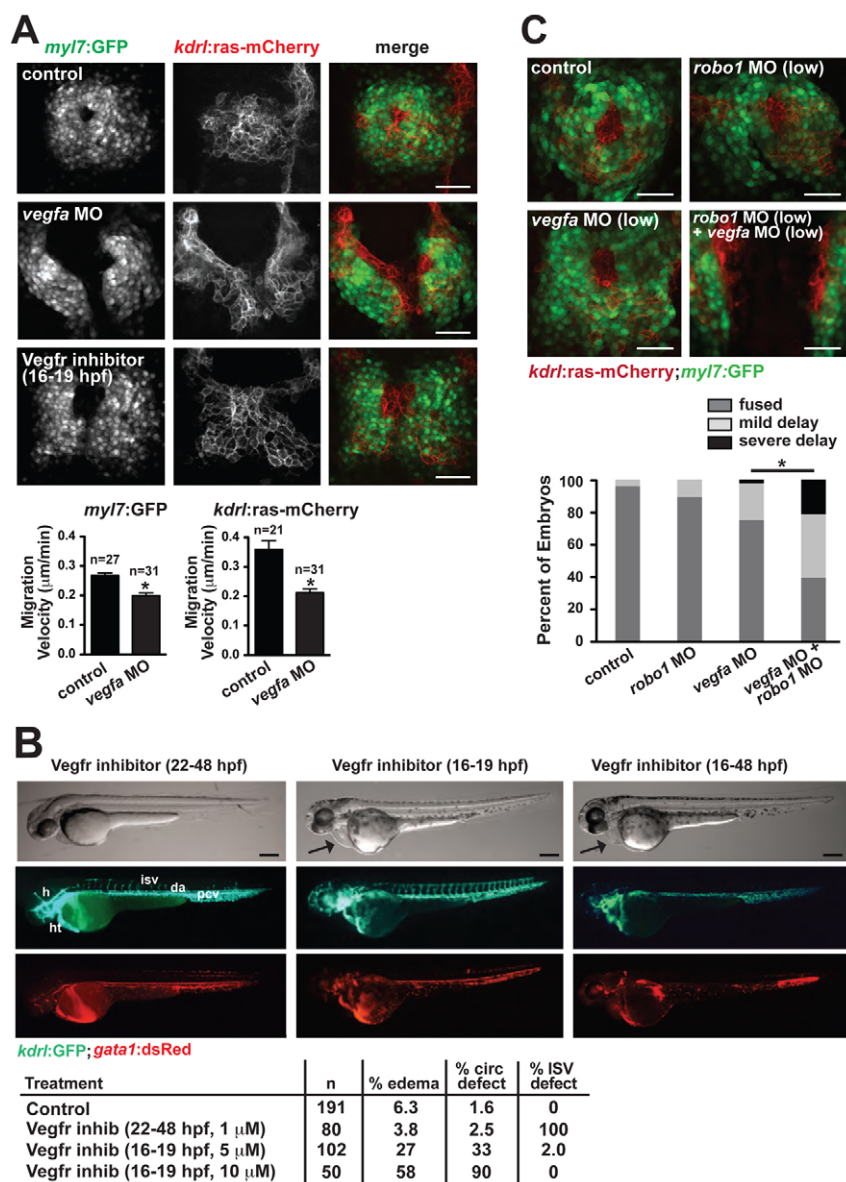 A
myl7:GFP
kdrl:ras-mCherry
merge
control
vegfa MO
Vegfr inhibitor
(16-19 hpf)
myl7:GFP
kdrl:ras-mCherry
Migration
Velocity (μm/min)
0.4
0.3
0.2
0.1
0.0
n=27
n=31
*
control
vegfa MO
Migration
Velocity (μm/min)
0.4
0.3
0.2
0.1
0.0
n=21
n=31
*
control
vegfa MO
C
control
robo1 MO (low)
vegfa MO (low)
robo1 MO (low)
+ vegfa MO (low)
kdrl:ras-mCherry;myl7:GFP
fused
mild delay
severe delay
*
Percent of Embryos
100
80
60
40
20
0
control
robo1 MO
vegfa MO
vegfa MO +
robo1 MO
B
Vegfr inhibitor (22-48 hpf)
Vegfr inhibitor (16-19 hpf)
Vegfr inhibitor (16-48 hpf)
h
isv
da
pcv
ht
kdrl:GFP;gata1:dsRed
Treatment n % edema % circ defect % ISV defect
Control 191 6.3 1.6 0
Vegfr inhib (22-48 hpf, 1 μM) 80 3.8 2.5 100
Vegfr inhib (16-19 hpf, 5 μM) 102 27 33 2.0
Vegfr inhib (16-19 hpf, 10 μM) 50 58 90 0